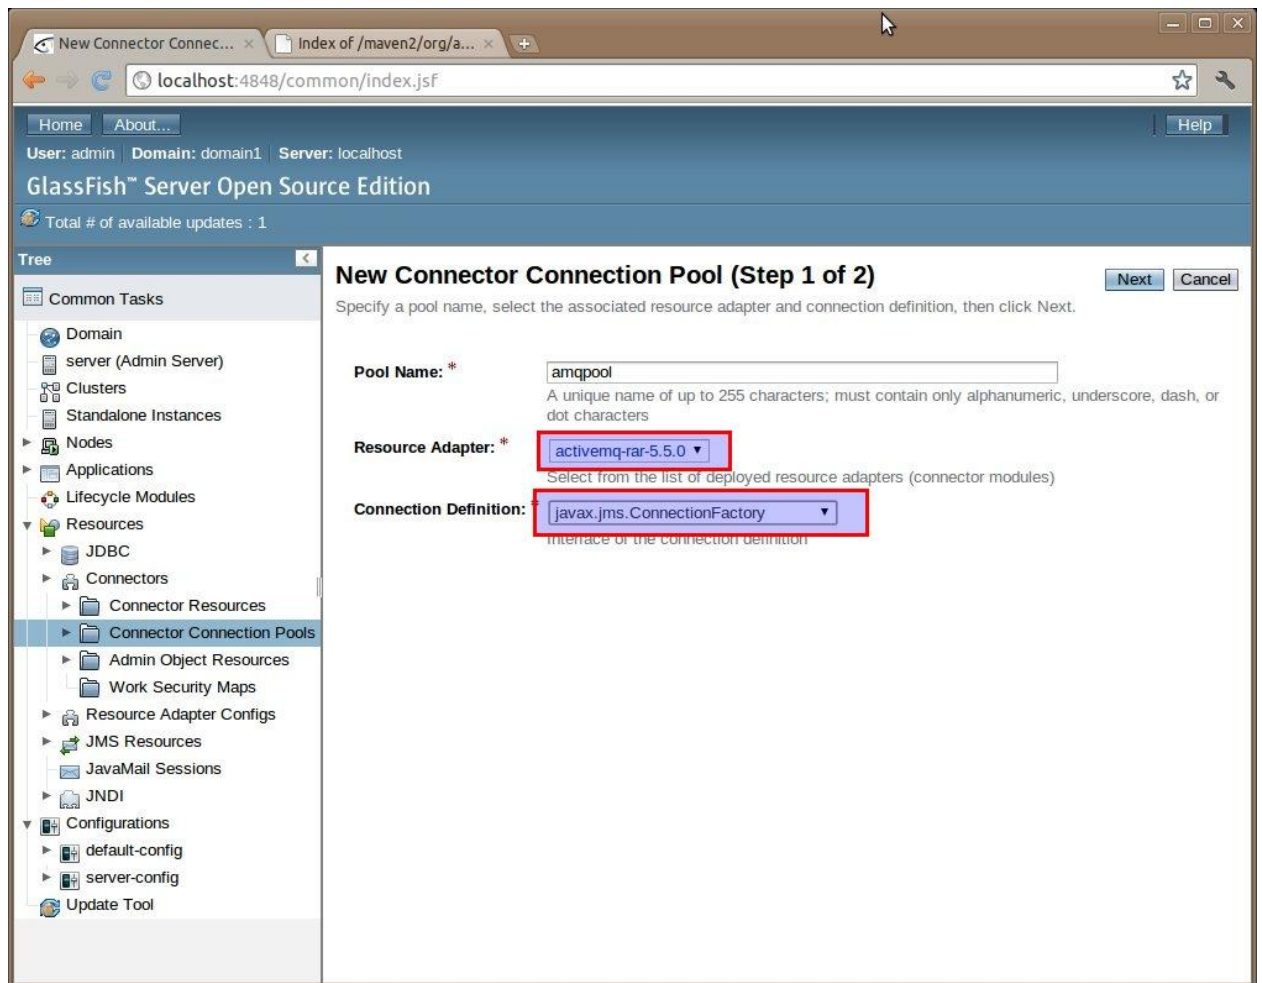 New Connector Connec... ×
Index of /maven2/org/a... ×
localhost:4848/common/index.jsf
Home About... Help
User: admin Domain: domain1 Server: localhost
GlassFish™ Server Open Source Edition
Total # of available updates : 1
Tree
Common Tasks
Domain
server (Admin Server)
Clusters
Standalone Instances
Nodes
Applications
Lifecycle Modules
Resources
JDBC
Connectors
Connector Resources
Connector Connection Pools
Admin Object Resources
Work Security Maps
Resource Adapter Configs
JMS Resources
JavaMail Sessions
JNDI
Configurations
default-config
server-config
Update Tool
New Connector Connection Pool (Step 1 of 2)
Next Cancel
Specify a pool name, select the associated resource adapter and connection definition, then click Next.
Pool Name: * amqpool
A unique name of up to 255 characters; must contain only alphanumeric, underscore, dash, or
dot characters
Resource Adapter: * activemq-rar-5.5.0
Select from the list of deployed resource adapters (connector modules)
Connection Definition: * javax.jms.ConnectionFactory
Interface of the connection definition